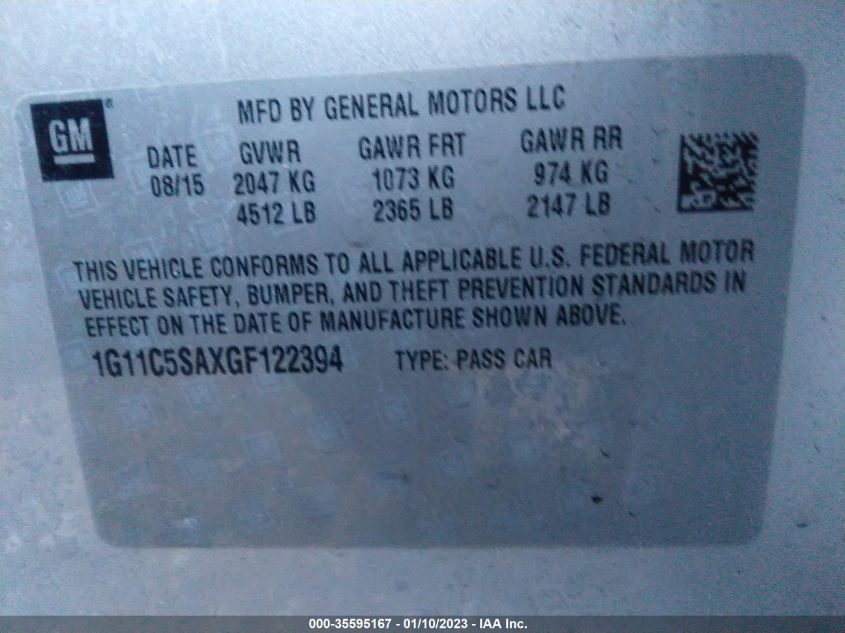 GM®
MFD BY GENERAL MOTORS LLC
DATE GVWR GAWR FRT GAWR RR
08/15 2047 KG 1073 KG 974 KG
4512 LB 2365 LB 2147 LB
THIS VEHICLE CONFORMS TO ALL APPLICABLE U.S. FEDERAL MOTOR
VEHICLE SAFETY, BUMPER, AND THEFT PREVENTION STANDARDS IN
EFFECT ON THE DATE OF MANUFACTURE SHOWN ABOVE.
1G11C5SAXGF122394 TYPE: PASS CAR
000-35595167 - 01/10/2023 - IAA Inc.